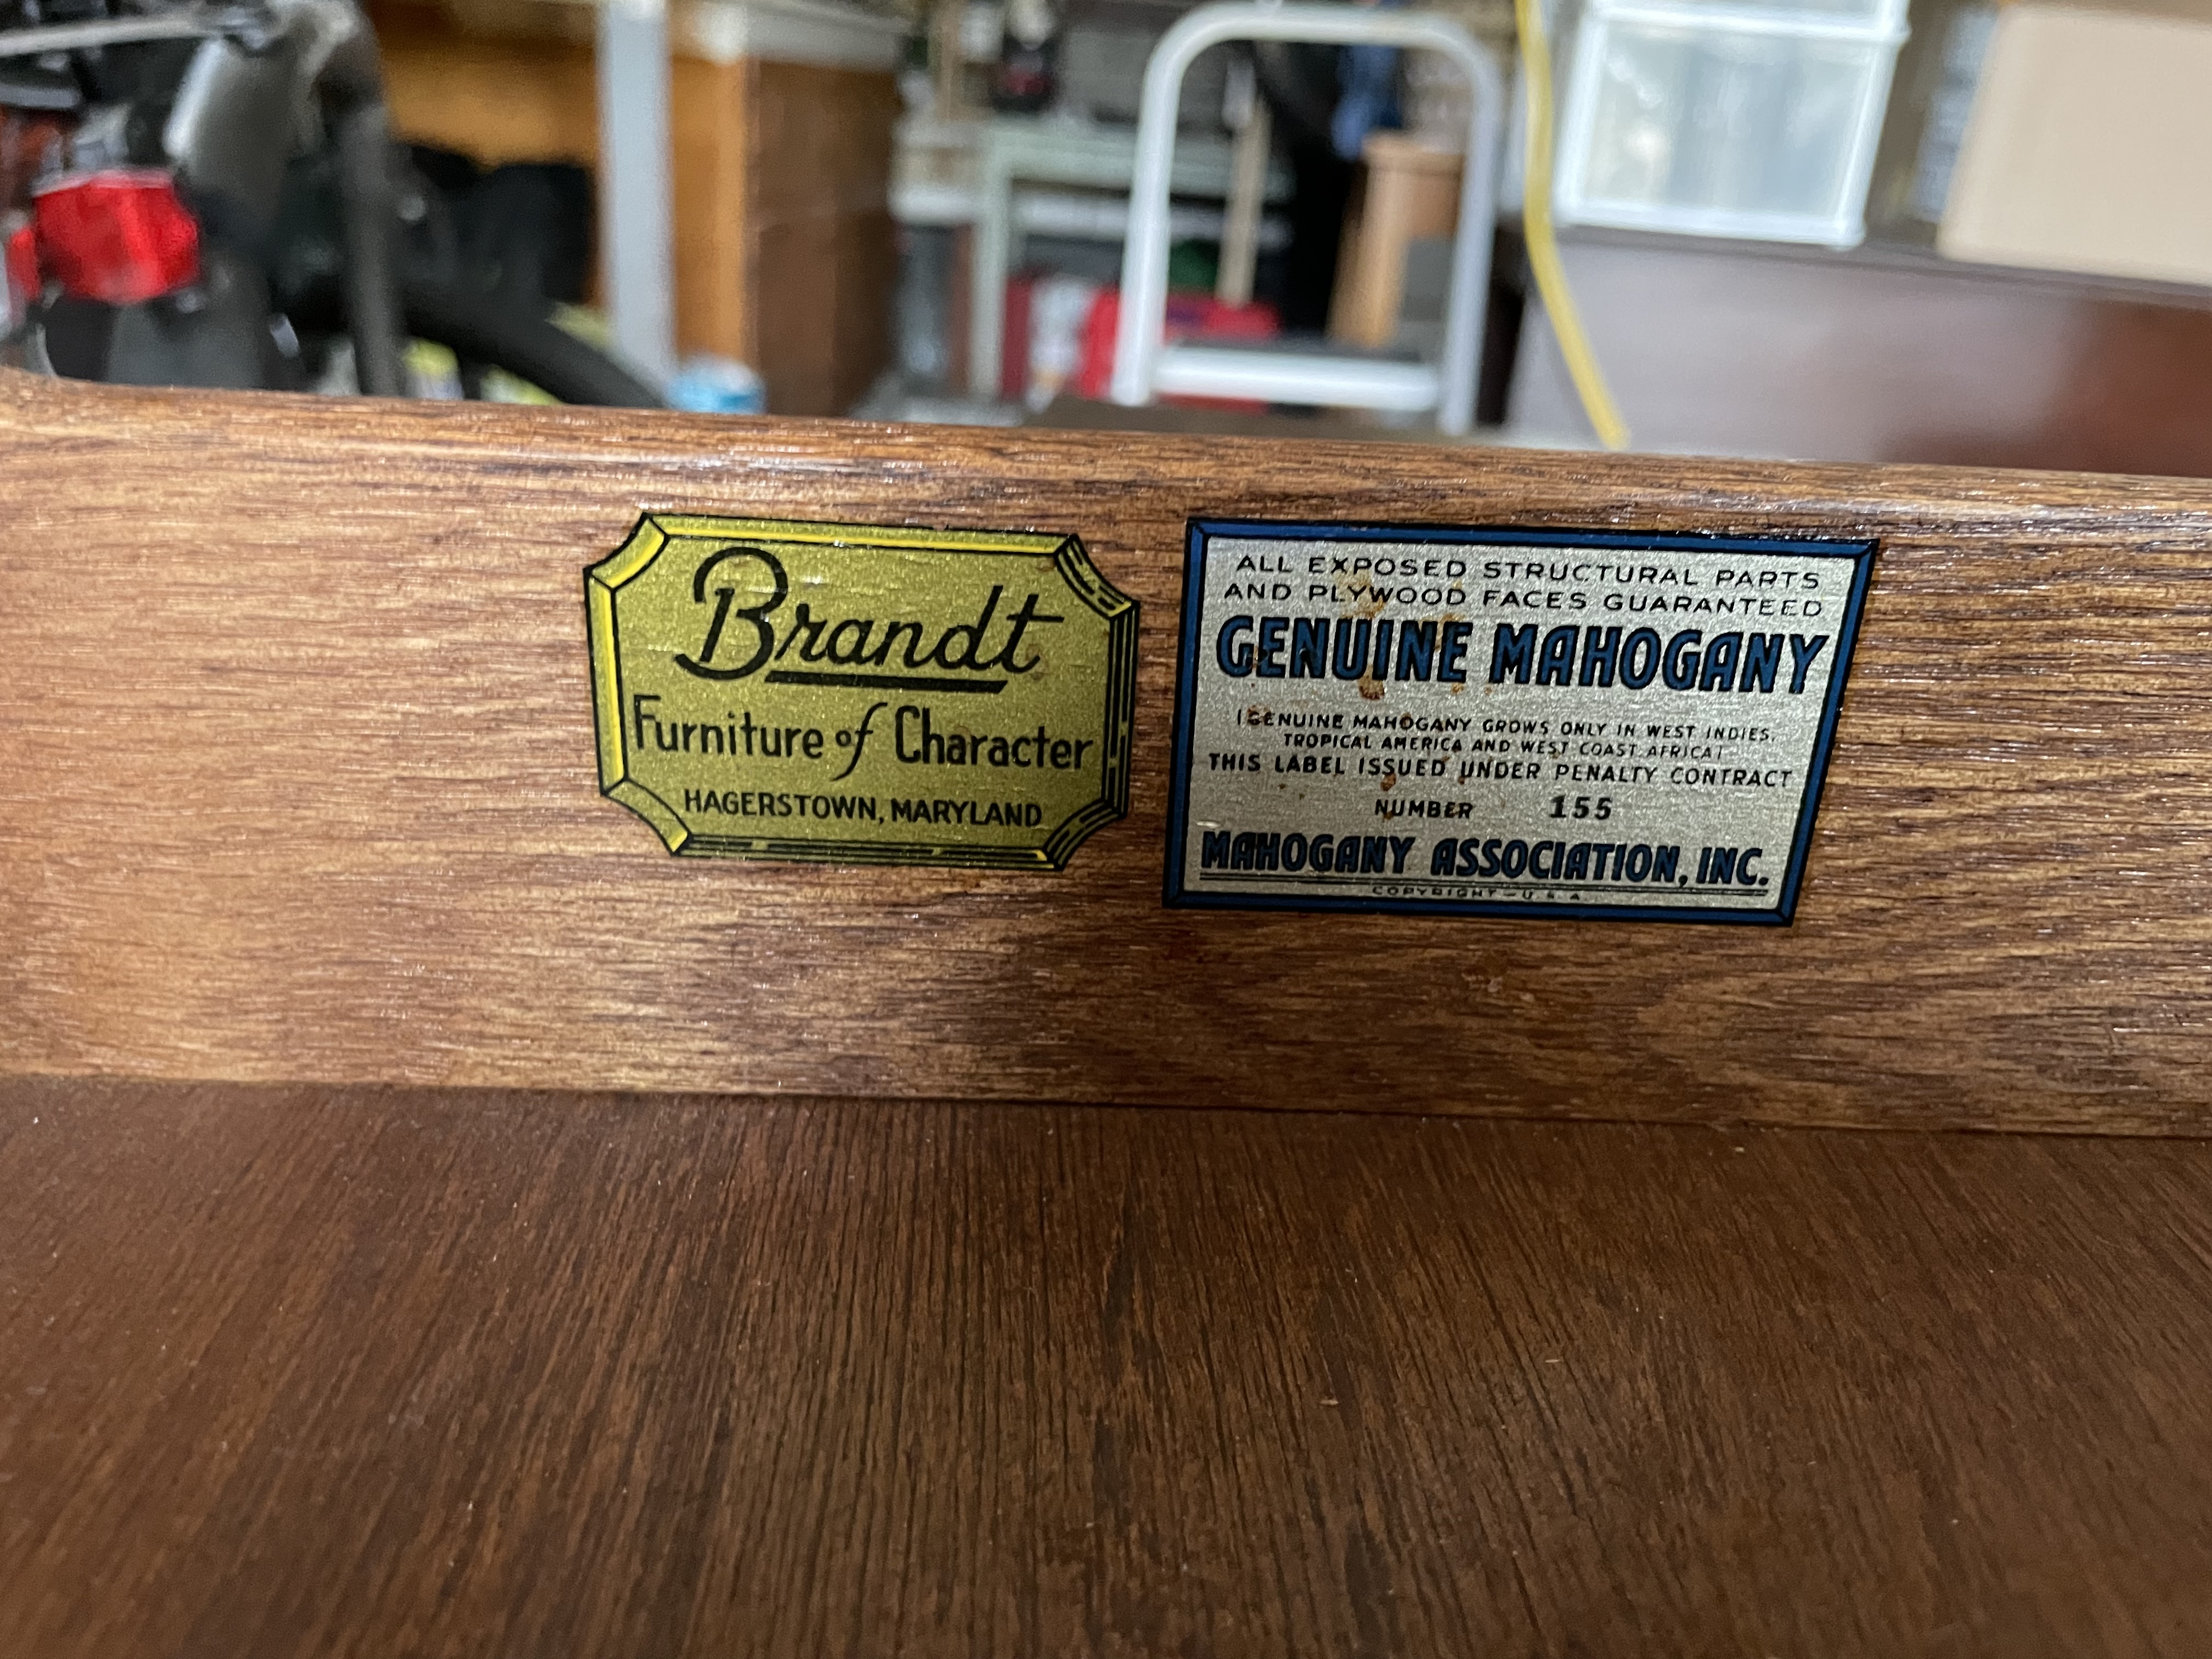 Brandt
Furniture of Character
HAGERSTOWN, MARYLAND
ALL EXPOSED STRUCTURAL PARTS
AND PLYWOOD FACES GUARANTEED
GENUINE MAHOGANY
(GENUINE MAHOGANY GROWS ONLY IN WEST INDIES,
TROPICAL AMERICA AND WEST COAST AFRICA)
THIS LABEL ISSUED UNDER PENALTY CONTRACT
NUMBER 155
MAHOGANY ASSOCIATION, INC.
COPYRIGHT - U.S.A.